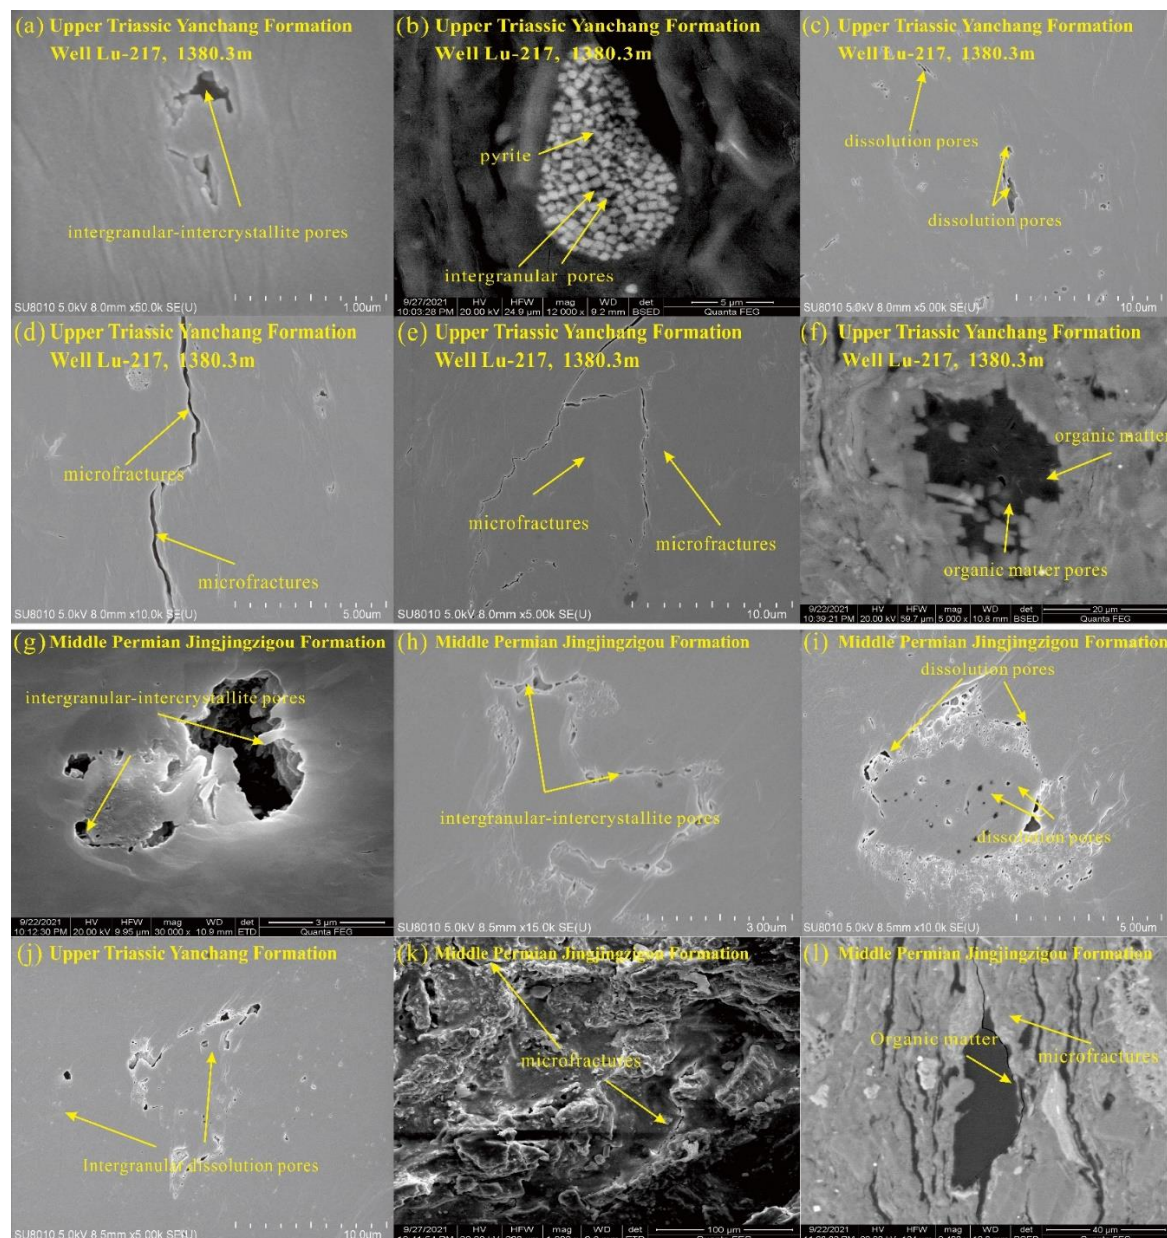 (a) Upper Triassic Yanchang Formation
Well Lu-217, 1380.3m
intergranular-intercrystallite pores
SU8010 5.0kV 8.0mm x50.0k SE(U)
1.00um
(b) Upper Triassic Yanchang Formation
Well Lu-217, 1380.3m
pyrite
intergranular pores
9/27/2021 HV HFW mag WD det
5 µm
10:03:28 PM 20.00 kV 24.9 µm 12 000 x 9.2 mm BSED
Quanta FEG
(c) Upper Triassic Yanchang Formation
Well Lu-217, 1380.3m
dissolution pores
dissolution pores
SU8010 5.0kV 8.0mm x5.00k SE(U)
10.0um
(d) Upper Triassic Yanchang Formation
Well Lu-217, 1380.3m
microfractures
microfractures
SU8010 5.0kV 8.0mm x10.0k SE(U)
5.00um
(e) Upper Triassic Yanchang Formation
Well Lu-217, 1380.3m
microfractures
microfractures
SU8010 5.0kV 8.0mm x5.00k SE(U)
10.0um
(f) Upper Triassic Yanchang Formation
Well Lu-217, 1380.3m
organic matter
organic matter pores
9/22/2021 HV HFW mag WD det
20 µm
10:39:21 PM 20.00 kV 59.7 µm 5 000 x 10.8 mm BSED
Quanta FEG
(g) Middle Permian Jingjingzigou Formation
intergranular-intercrystallite pores
9/22/2021 HV HFW mag WD det
3 µm
10:12:30 PM 20.00 kV 9.95 µm 30 000 x 10.9 mm ETD
Quanta FEG
(h) Middle Permian Jingjingzigou Formation
intergranular-intercrystallite pores
SU8010 5.0kV 8.5mm x15.0k SE(U)
3.00um
(i) Middle Permian Jingjingzigou Formation
dissolution pores
dissolution pores
SU8010 5.0kV 8.5mm x10.0k SE(U)
5.00um
(j) Upper Triassic Yanchang Formation
Intergranular dissolution pores
SU8010 5.0kV 8.5mm x5.00k SE(U)
10.0um
(k) Middle Permian Jingjingzigou Formation
microfractures
9/27/2021 HV HFW mag WD det
100 µm
(l) Middle Permian Jingjingzigou Formation
Organic matter
microfractures
9/22/2021 HV HFW mag WD det
40 µm